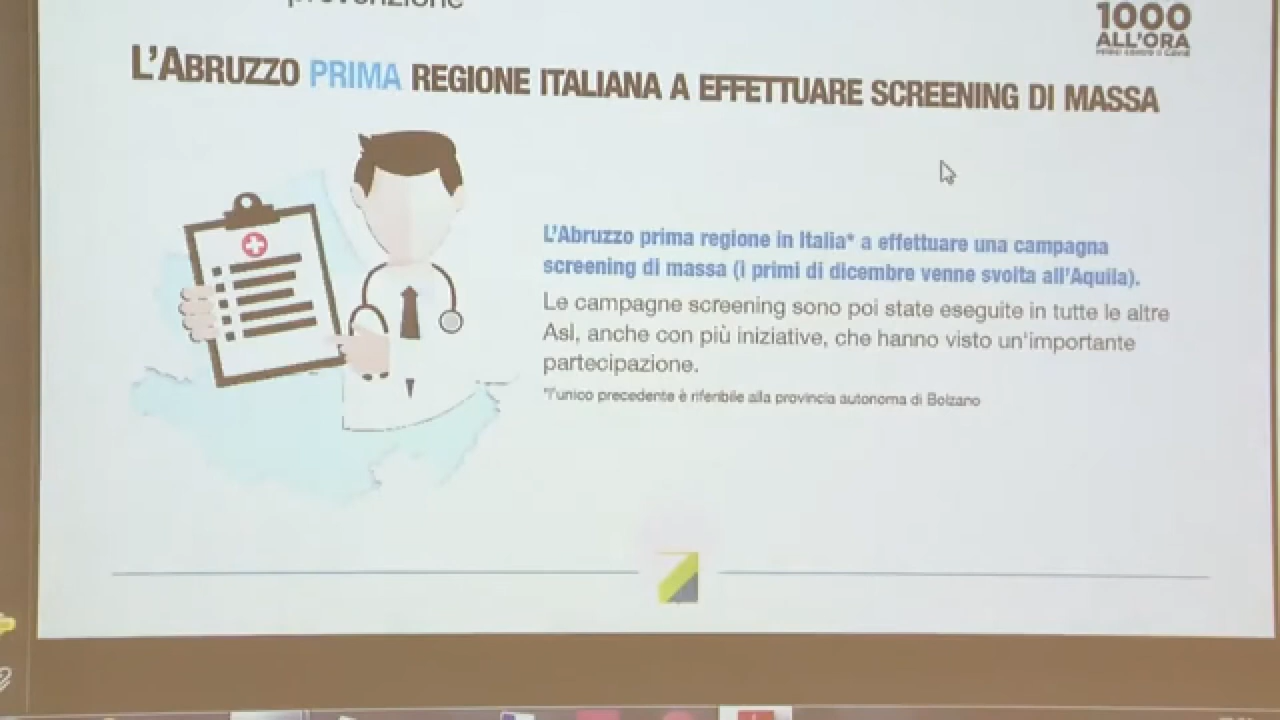 prevenzione
1000
ALL'ORA
L'ABRUZZO PRIMA REGIONE ITALIANA A EFFETTUARE SCREENING DI MASSA
L'Abruzzo prima regione in Italia* a effettuare una campagna
screening di massa (i primi di dicembre venne svolta all'Aquila).
Le campagne screening sono poi state eseguite in tutte le altre
Asl, anche con più iniziative, che hanno visto un'importante
partecipazione.
*l'unico precedente è riferibile alla provincia autonoma di Bolzano